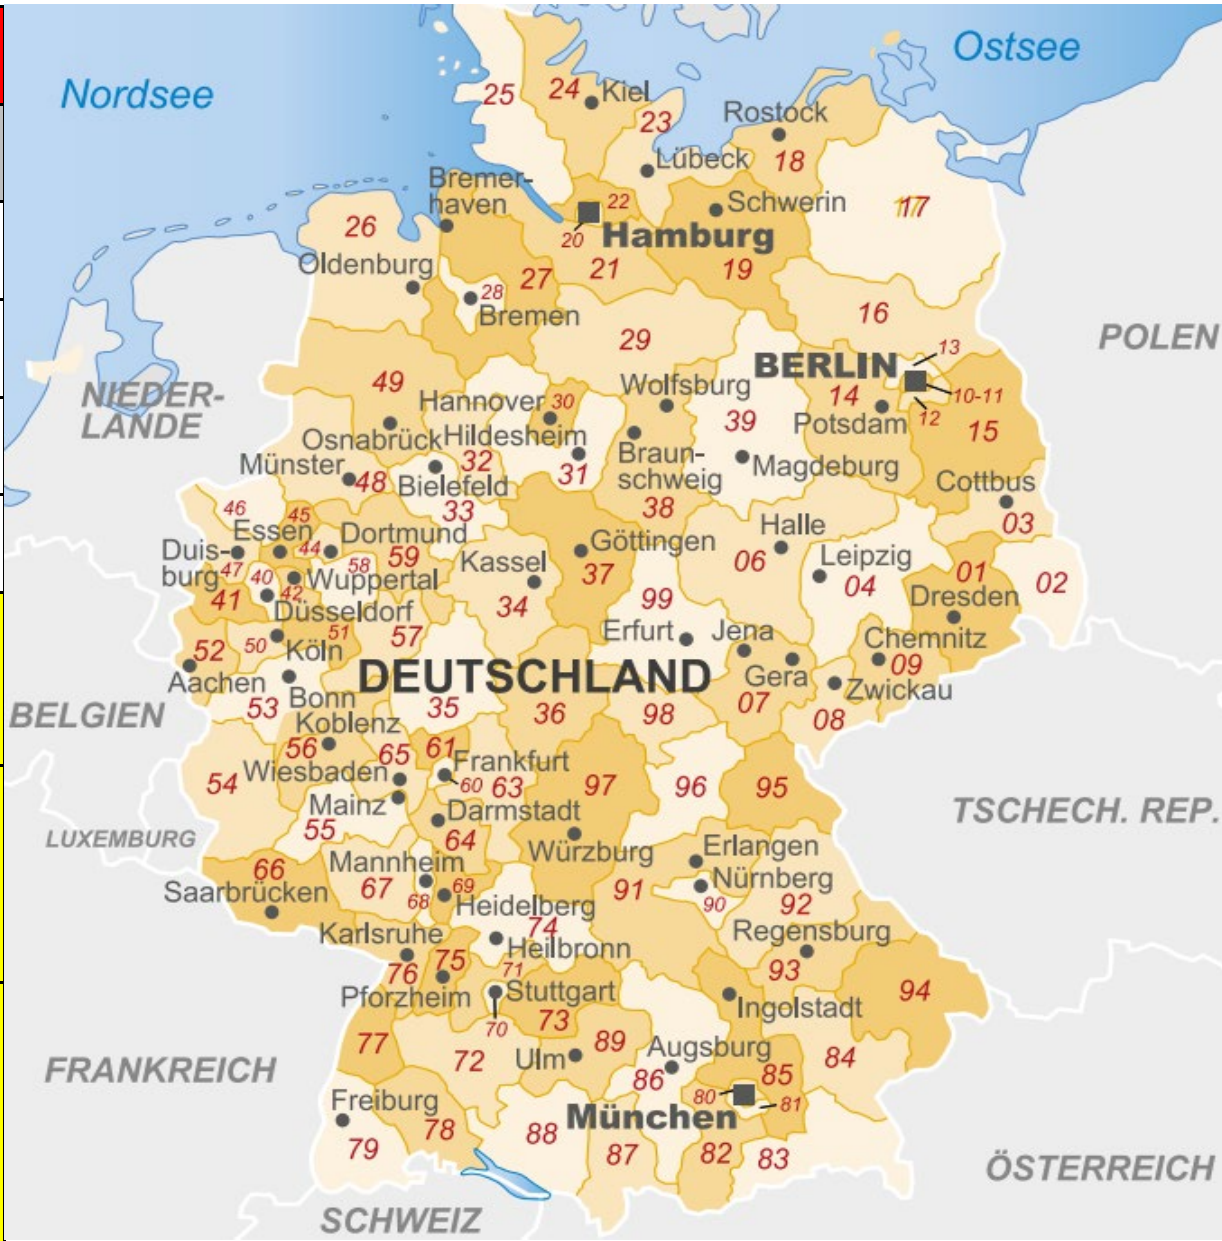 Ostsee
Nordsee
25
24
Kiel
23
Rostock
18
Lübeck
Bremer-
haven
22
Schwerin
17
26
20
Hamburg
Oldenburg
27
21
19
28
Bremen
16
29
POLEN
13
BERLIN
NIEDER-
LANDE
49
Hannover
30
Wolfsburg
14
10-11
39
Potsdam
12
15
Osnabrück
Hildesheim
Braun-
schweig
Münster
32
31
Magdeburg
48
Bielefeld
Cottbus
46
45
33
38
03
Essen
44
Dortmund
Halle
Duis-
burg
59
Göttingen
Leipzig
47
40
58
Kassel
37
06
01
02
Wuppertal
41
42
34
99
04
Dresden
Düsseldorf
52
50
Köln
51
57
Erfurt
Jena
Chemnitz
09
Aachen
DEUTSCHLAND
Gera
Zwickau
53
Bonn
35
36
98
07
08
BELGIEN
Koblenz
56
65
61
Frankfurt
54
Wiesbaden
60
63
97
96
95
Mainz
Darmstadt
TSCHECH. REP.
55
LUXEMBURG
64
Würzburg
Erlangen
66
Mannheim
67
Nürnberg
Saarbrücken
68
69
91
90
92
Heidelberg
74
Karlsruhe
Heilbronn
Regensburg
76
75
71
93
94
Pforzheim
Stuttgart
Ingolstadt
70
73
77
72
Ulm
89
Augsburg
84
FRANKREICH
86
85
Freiburg
80
81
München
79
78
88
87
82
83
ÖSTERREICH
SCHWEIZ